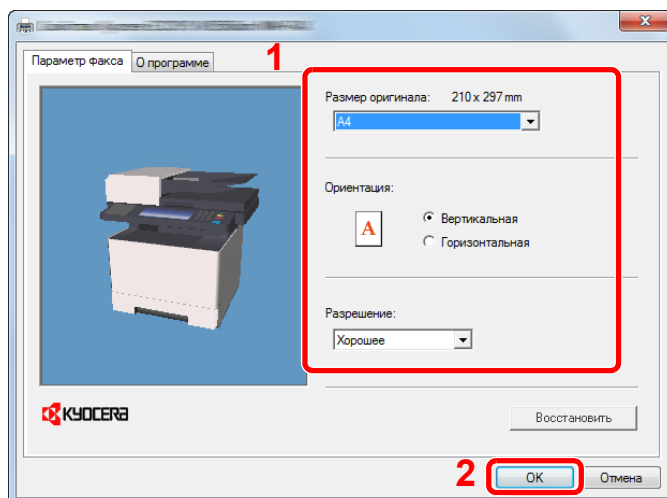 Параметр факса О программе
1
Размер оригинала: 210 x 297 mm
A4
Ориентация:
A
Вертикальная
Горизонтальная
Разрешение:
Хорошее
KYOCERA
Восстановить
2
OK Отмена